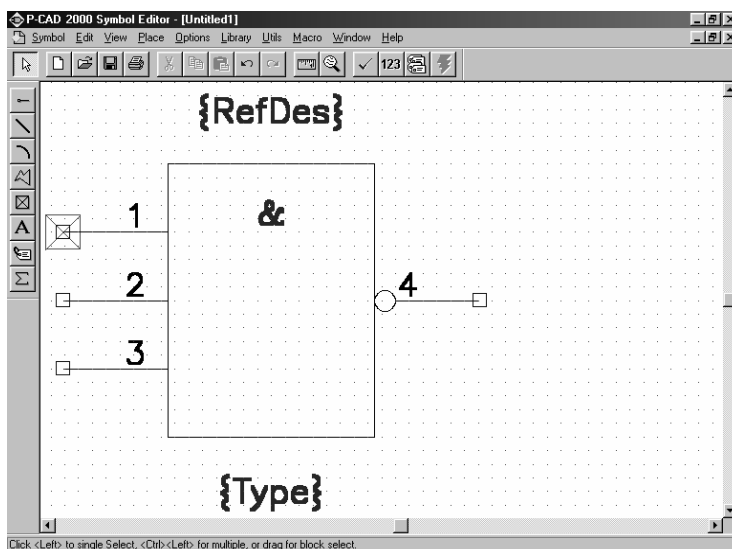 P-CAD 2000 Symbol Editor - [Untitled1]
Symbol Edit View Place Options Library Utils Macro Window Help
123
A
Σ
{RefDes}
&
1
2
3
4
{Type}
Click <Left> to single Select, <Ctrl><Left> for multiple, or drag for block select.